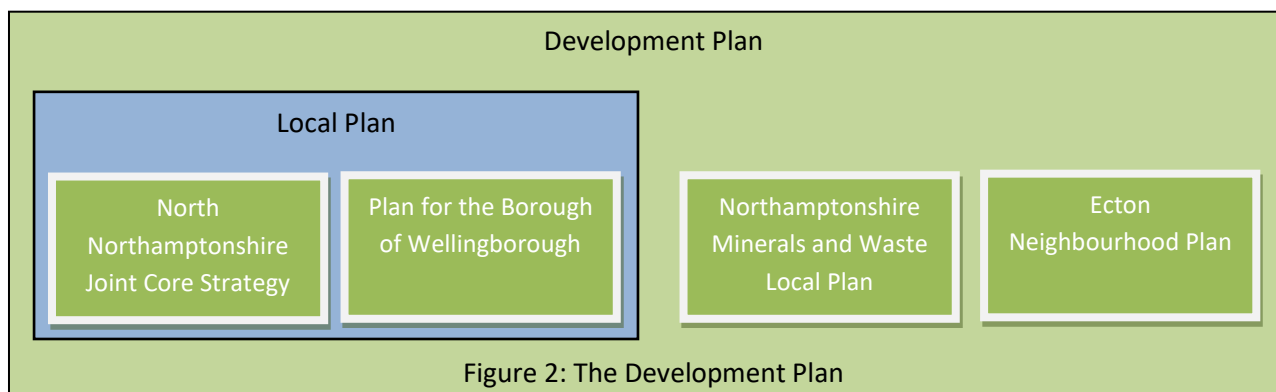 Development Plan
Local Plan
North
Northamptonshire
Joint Core Strategy
Plan for the Borough
of Wellingborough
Northamptonshire
Minerals and Waste
Local Plan
Ecton
Neighbourhood Plan
Figure 2: The Development Plan